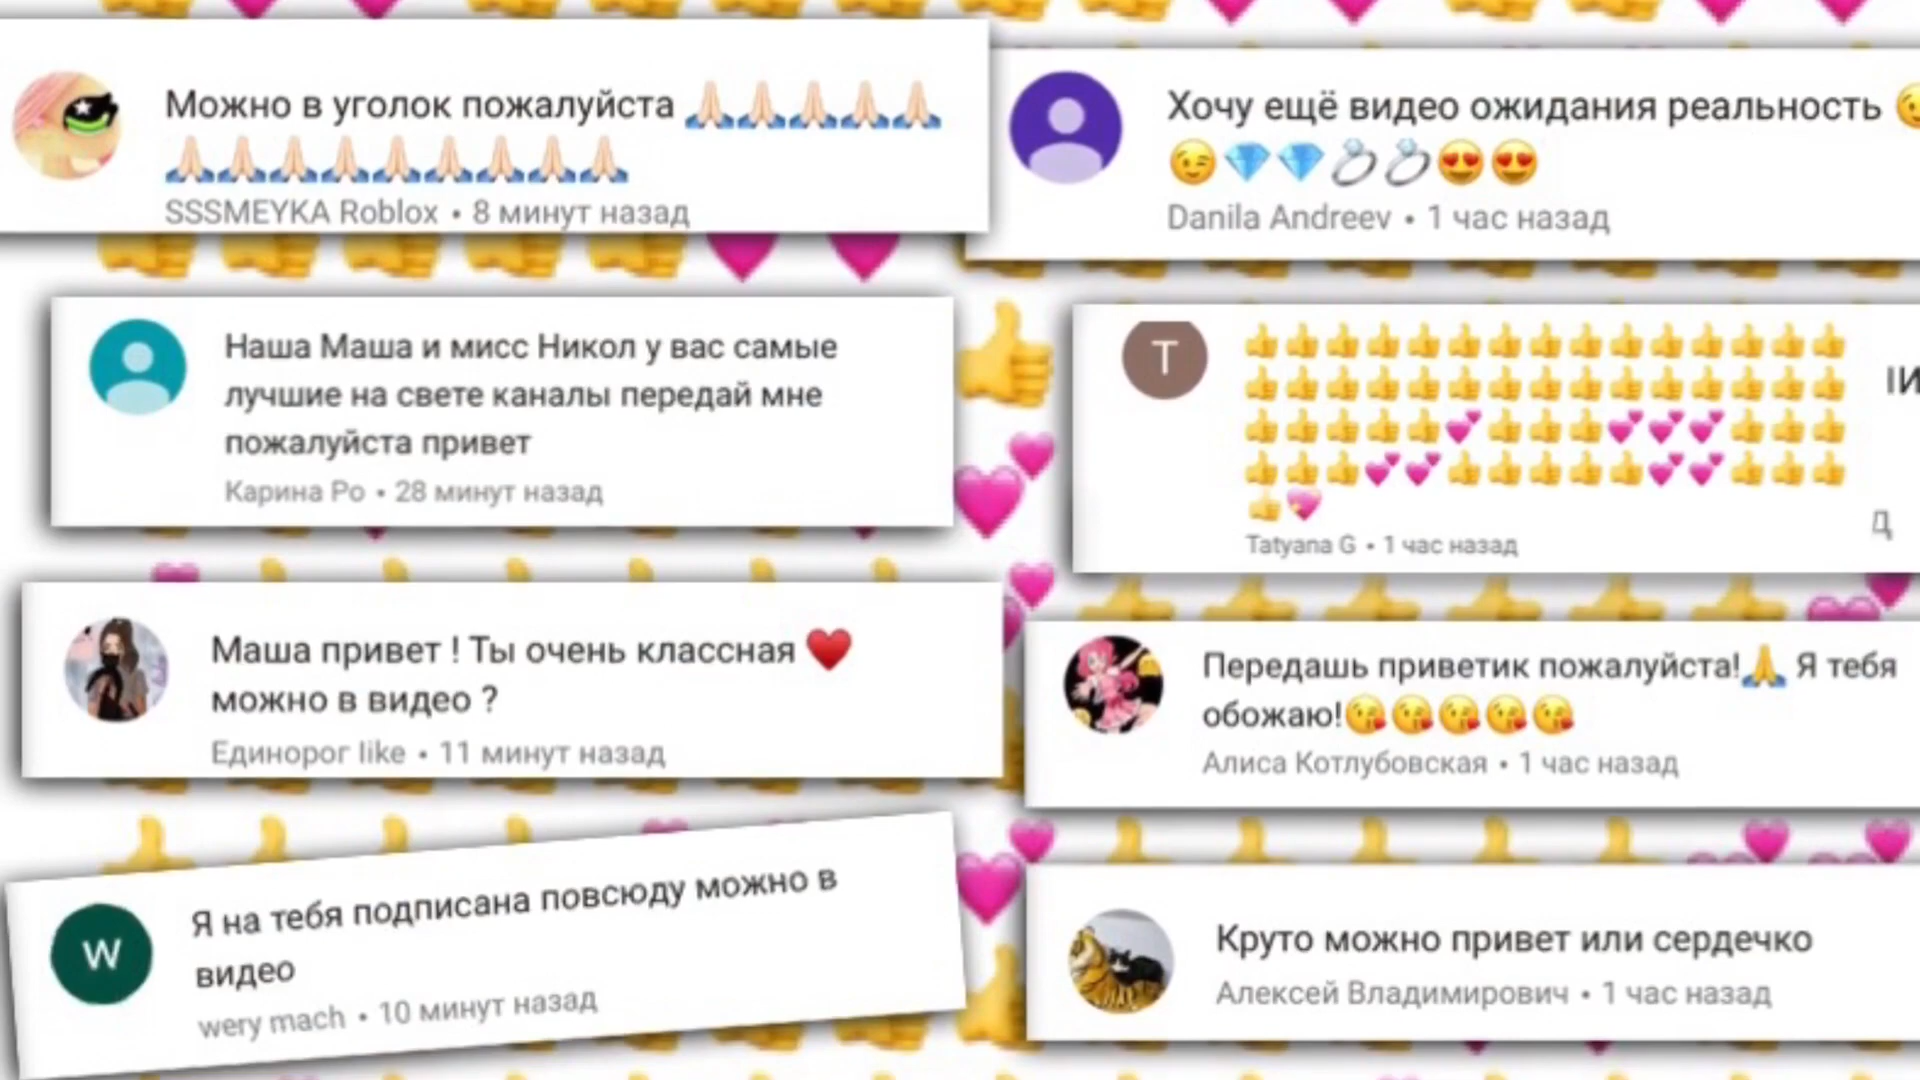 Можно в уголок пожалуйста 🙏🏻🙏🏻🙏🏻🙏🏻🙏🏻
🙏🏻🙏🏻🙏🏻🙏🏻🙏🏻🙏🏻🙏🏻🙏🏻🙏🏻
SSSMEYKA Roblox • 8 минут назад
Хочу ещё видео ожидания реальность 😉
😉💎💎💍💍😍😍
Danila Andreev • 1 час назад
Наша Маша и мисс Никол у вас самые
лучшие на свете каналы передай мне
пожалуйста привет
Карина Ро • 28 минут назад
👍👍👍👍👍👍👍👍👍👍👍👍👍👍👍
👍👍👍👍👍👍👍👍👍👍👍👍👍👍👍
👍👍👍👍👍💕👍👍👍💕💕💕👍👍👍
👍👍👍💕💕👍👍👍👍👍💕💕👍👍👍
👍💖
Tatyana G • 1 час назад
Маша привет ! Ты очень классная ♥️
можно в видео ?
Единорог like • 11 минут назад
Передашь приветик пожалуйста!🙏 Я тебя
обожаю!😘😘😘😘😘
Алиса Котлубовская • 1 час назад
W
Я на тебя подписана повсюду можно в
видео
wery mach • 10 минут назад
Круто можно привет или сердечко
Алексей Владимирович • 1 час назад
T